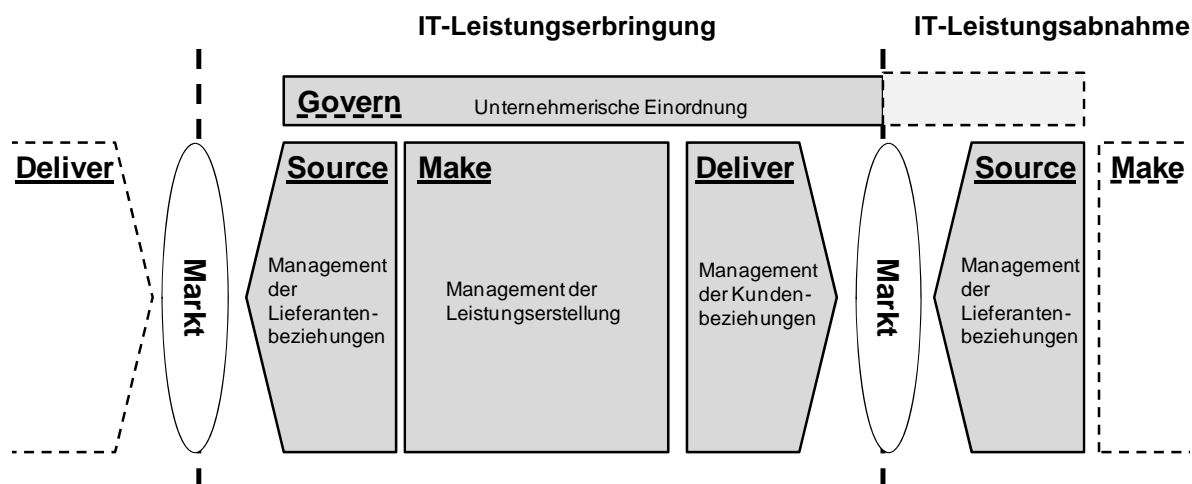 IT-Leistungserbringung
IT-Leistungsabnahme
Govern
Unternehmerische Einordnung
Deliver
Markt
Source
Management
der
Lieferanten-
beziehungen
Make
Management der
Leistungserstellung
Deliver
Management
der Kunden-
beziehungen
Markt
Source
Management
der
Lieferanten-
beziehungen
Make